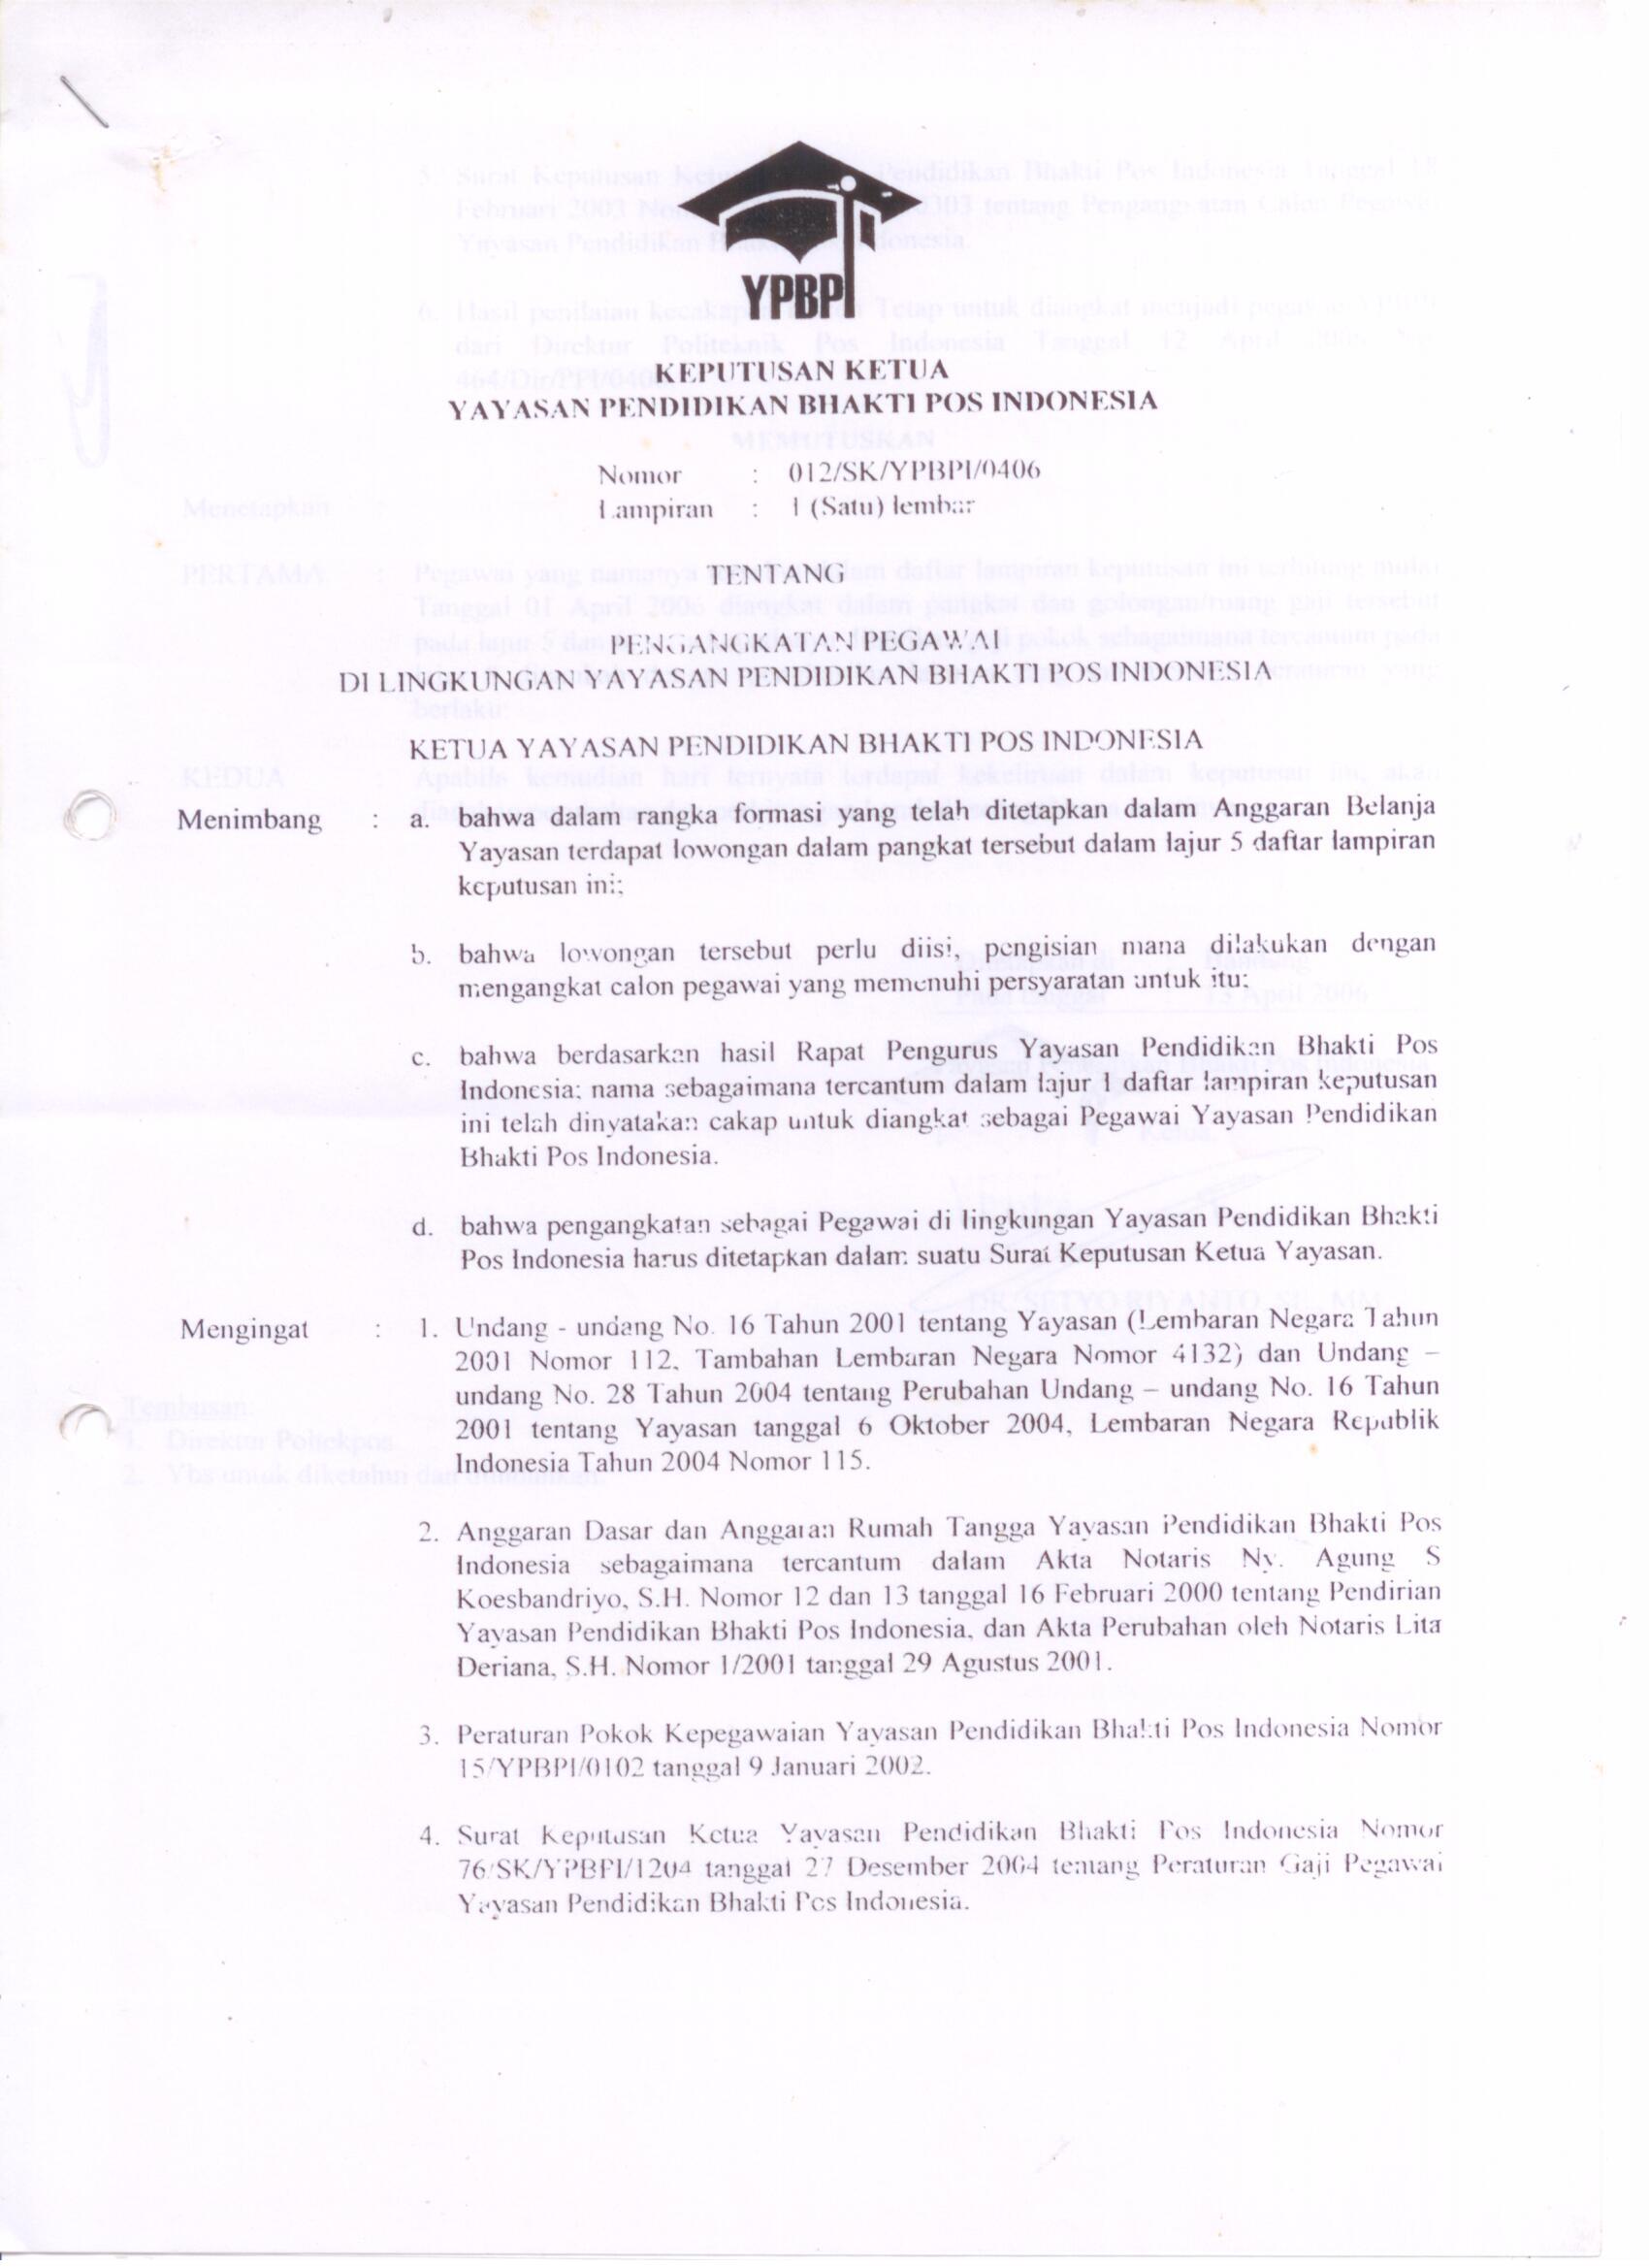 YPBPI
KEPUTUSAN KETUA
YAYASAN PENDIDIKAN BHAKTI POS INDONESIA
Nomor : 012/SK/YPBPI/0406
Lampiran : 1 (Satu) lembar
TENTANG
PENGANGKATAN PEGAWAI
DI LINGKUNGAN YAYASAN PENDIDIKAN BHAKTI POS INDONESIA
KETUA YAYASAN PENDIDIKAN BHAKTI POS INDONESIA
Menimbang : a. bahwa dalam rangka formasi yang telah ditetapkan dalam Anggaran Belanja
Yayasan terdapat lowongan dalam pangkat tersebut dalam lajur 5 daftar lampiran
keputusan ini;
b. bahwa lowongan tersebut perlu diisi, pengisian mana dilakukan dengan
mengangkat calon pegawai yang memenuhi persyaratan untuk itu;
c. bahwa berdasarkan hasil Rapat Pengurus Yayasan Pendidikan Bhakti Pos
Indonesia; nama sebagaimana tercantum dalam lajur 1 daftar lampiran keputusan
ini telah dinyatakan cakap untuk diangkat sebagai Pegawai Yayasan Pendidikan
Bhakti Pos Indonesia.
d. bahwa pengangkatan sebagai Pegawai di lingkungan Yayasan Pendidikan Bhakti
Pos Indonesia harus ditetapkan dalam suatu Surat Keputusan Ketua Yayasan.
Mengingat : 1. Undang - undang No. 16 Tahun 2001 tentang Yayasan (Lembaran Negara Tahun
2001 Nomor 112, Tambahan Lembaran Negara Nomor 4132) dan Undang –
undang No. 28 Tahun 2004 tentang Perubahan Undang – undang No. 16 Tahun
2001 tentang Yayasan tanggal 6 Oktober 2004, Lembaran Negara Republik
Indonesia Tahun 2004 Nomor 115.
2. Anggaran Dasar dan Anggaran Rumah Tangga Yayasan Pendidikan Bhakti Pos
Indonesia sebagaimana tercantum dalam Akta Notaris Ny. Agung S
Koesbandriyo, S.H. Nomor 12 dan 13 tanggal 16 Februari 2000 tentang Pendirian
Yayasan Pendidikan Bhakti Pos Indonesia, dan Akta Perubahan oleh Notaris Lita
Deriana, S.H. Nomor 1/2001 tanggal 29 Agustus 2001.
3. Peraturan Pokok Kepegawaian Yayasan Pendidikan Bhakti Pos Indonesia Nomor
15/YPBPI/0102 tanggal 9 Januari 2002.
4. Surat Keputusan Ketua Yayasan Pendidikan Bhakti Pos Indonesia Nomor
76/SK/YPBPI/1204 tanggal 27 Desember 2004 tentang Peraturan Gaji Pegawai
Yayasan Pendidikan Bhakti Pos Indonesia.